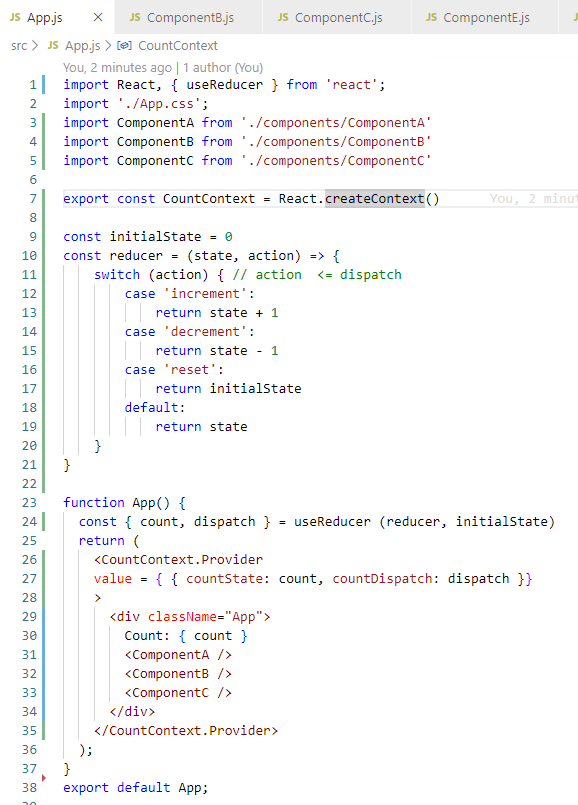 JS App.js × JS ComponentB.js JS ComponentC.js JS ComponentE.js JS
src > JS App.js > CountContext
You, 2 minutes ago | 1 author (You)
1 import React, { useReducer } from 'react';
2 import './App.css';
3 import ComponentA from './components/ComponentA'
4 import ComponentB from './components/ComponentB'
5 import ComponentC from './components/ComponentC'
6
7 export const CountContext = React.createContext() You, 2 minut
8
9 const initialState = 0
10 const reducer = (state, action) => {
11 switch (action) { // action <= dispatch
12 case 'increment':
13 return state + 1
14 case 'decrement':
15 return state - 1
16 case 'reset':
17 return initialState
18 default:
19 return state
20 }
21 }
22
23 function App() {
24 const { count, dispatch } = useReducer (reducer, initialState)
25 return (
26 <CountContext.Provider
27 value = { { countState: count, countDispatch: dispatch }}
28 >
29 <div className="App">
30 Count: { count }
31 <ComponentA />
32 <ComponentB />
33 <ComponentC />
34 </div>
35 </CountContext.Provider>
36 );
37 }
38 export default App;